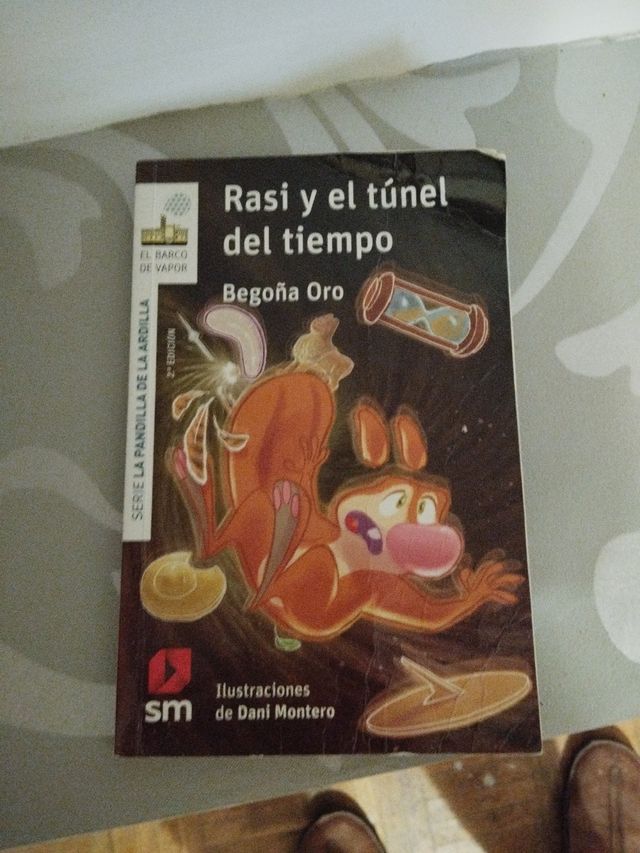 Rasi y el túnel
del tiempo
Begoña Oro
EL BARCO
DE VAPOR
SERIE LA PANDILLA DE LA ARDILLA
2.ª EDICIÓN
sm
Ilustraciones
de Dani Montero